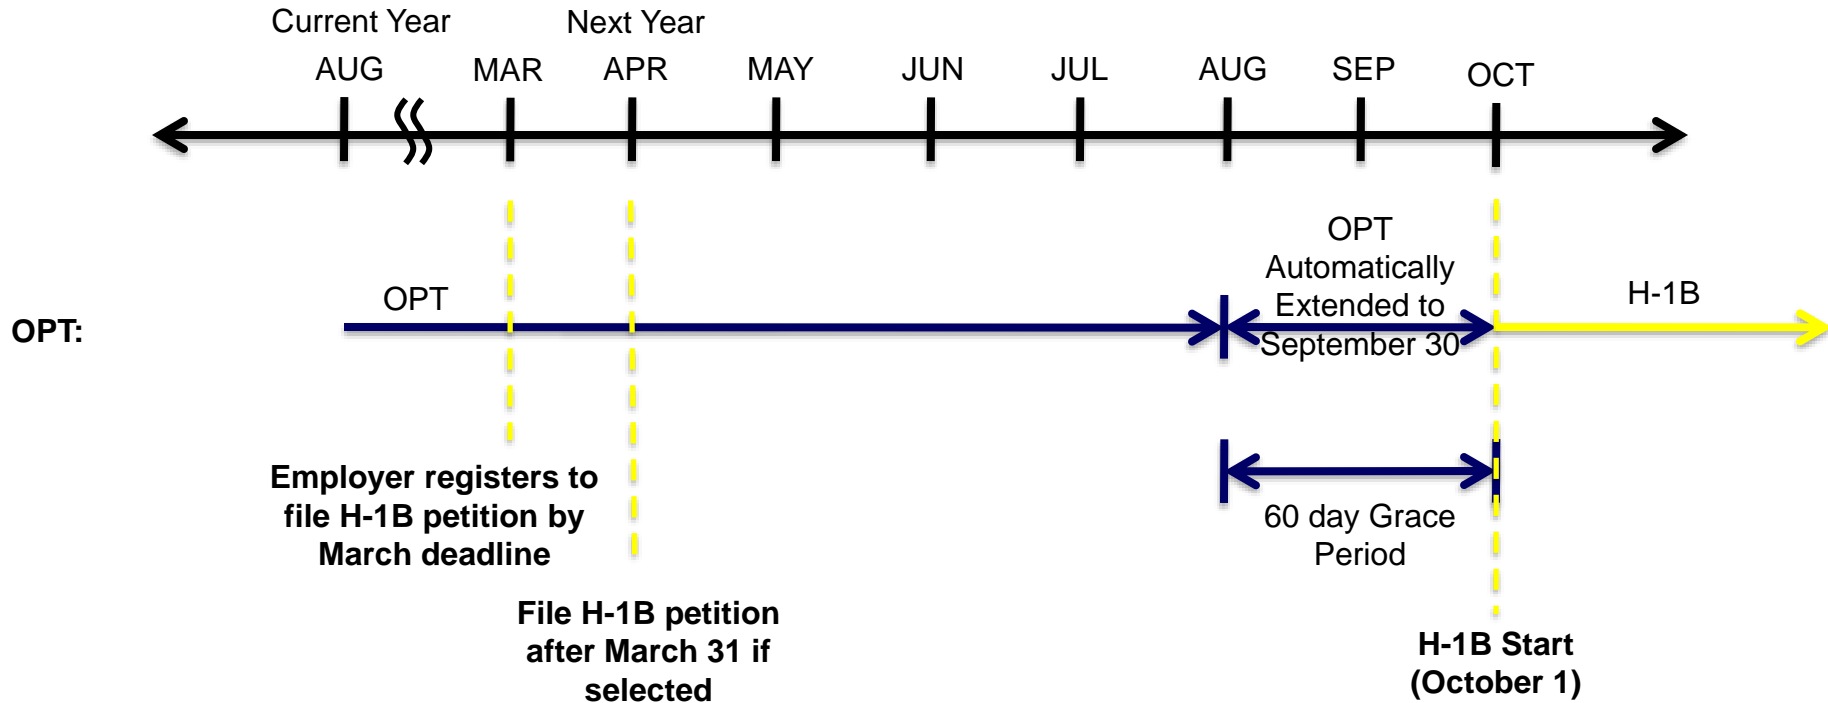 Current Year
Next Year
AUG
MAR
APR
MAY
JUN
JUL
AUG
SEP
OCT
OPT:
OPT
OPT
Automatically
Extended to
September 30
H-1B
Employer registers to
file H-1B petition by
March deadline
60 day Grace
Period
File H-1B petition
after March 31 if
selected
H-1B Start
(October 1)